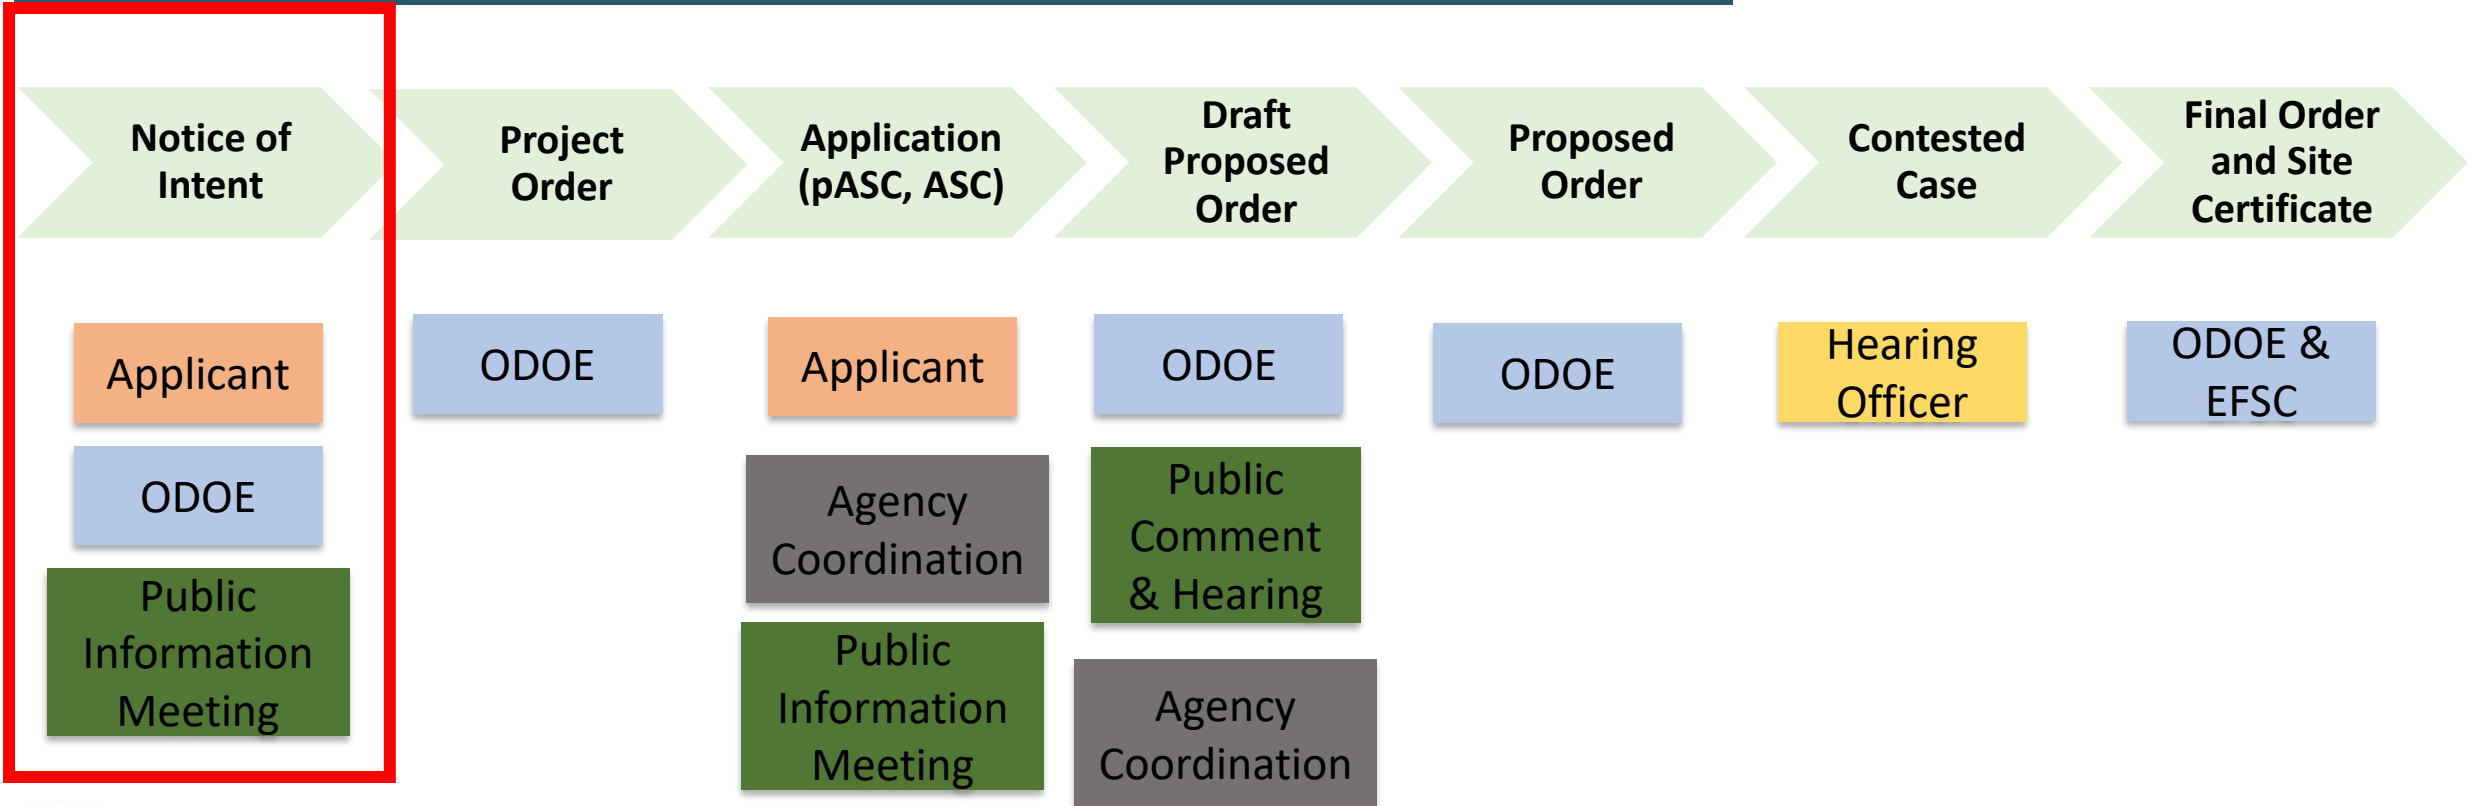 Notice of
Intent
Project
Order
Application
(pASC, ASC)
Draft
Proposed
Order
Proposed
Order
Contested
Case
Final Order
and Site
Certificate
Applicant
ODOE
Public
Information
Meeting
ODOE
Applicant
Agency
Coordination
Public
Information
Meeting
ODOE
Public
Comment
& Hearing
Agency
Coordination
ODOE
Hearing
Officer
ODOE &
EFSC